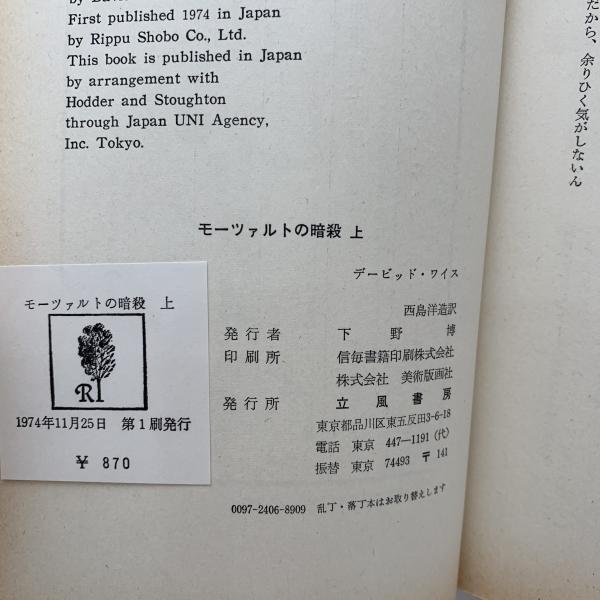 First published 1974 in Japan
by Rippu Shobo Co., Ltd.
This book is published in Japan
by arrangement with
Hodder and Stoughton
through Japan UNI Agency,
Inc. Tokyo.
モーツァルトの暗殺 上
デービッド・ワイス
西島洋造訳
発行者 下野 博
印刷所 信毎書籍印刷株式会社
株式会社 美術版画社
発行所 立風書房
東京都品川区東五反田3-6-18
電話 東京 447—1191(代)
振替 東京 74493 〒141
0097-2406-8909 乱丁・落丁本はお取り替えします
モーツァルトの暗殺 上
R
1974年11月25日 第1刷発行
¥ 870
だから、余りひく気がしないん